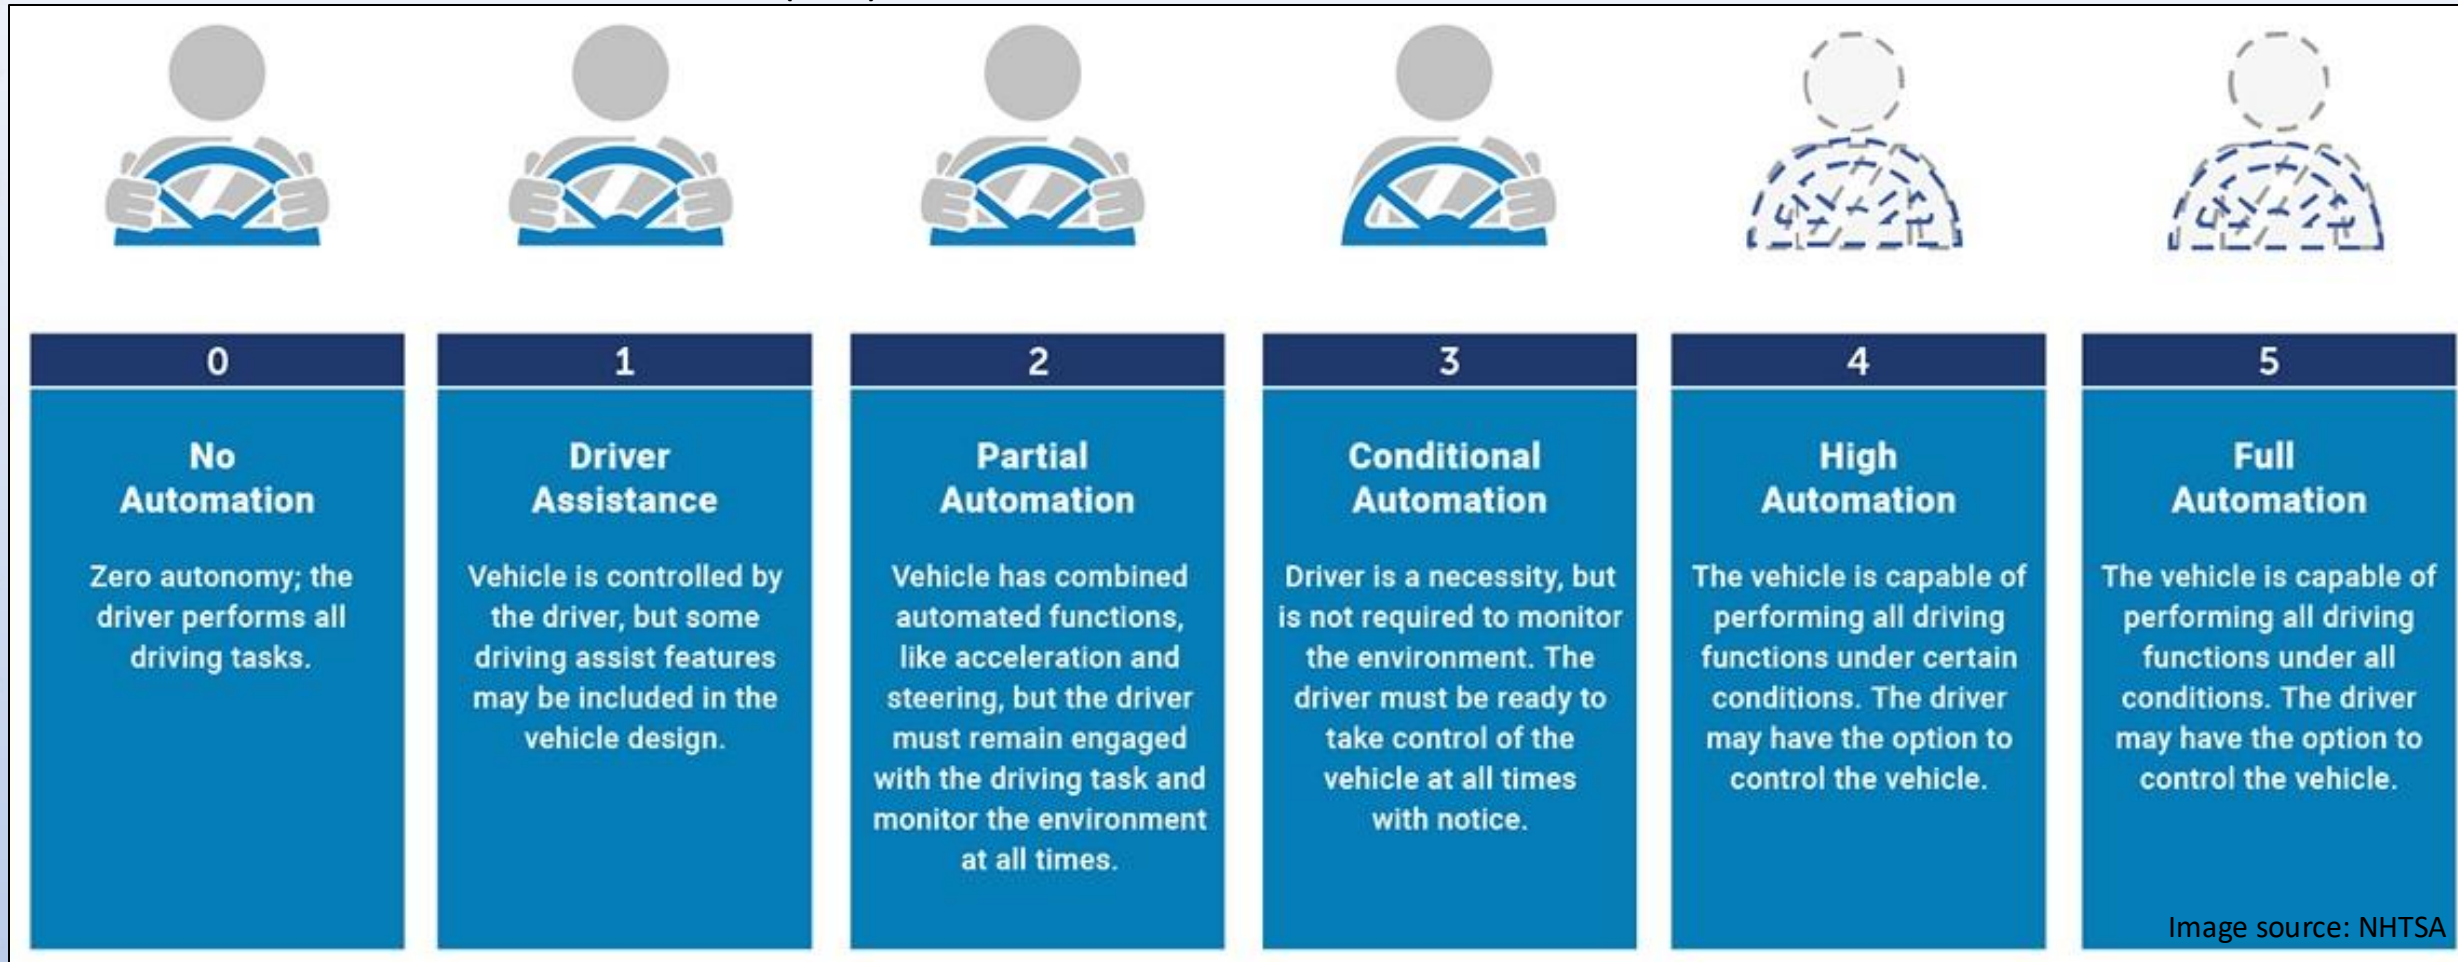 0
No
Automation
Zero autonomy; the
driver performs all
driving tasks.
1
Driver
Assistance
Vehicle is controlled by
the driver, but some
driving assist features
may be included in the
vehicle design.
2
Partial
Automation
Vehicle has combined
automated functions,
like acceleration and
steering, but the driver
must remain engaged
with the driving task and
monitor the environment
at all times.
3
Conditional
Automation
Driver is a necessity, but
is not required to monitor
the environment. The
driver must be ready to
take control of the
vehicle at all times
with notice.
4
High
Automation
The vehicle is capable of
performing all driving
functions under certain
conditions. The driver
may have the option to
control the vehicle.
5
Full
Automation
The vehicle is capable of
performing all driving
functions under all
conditions. The driver
may have the option to
control the vehicle.
Image source: NHTSA